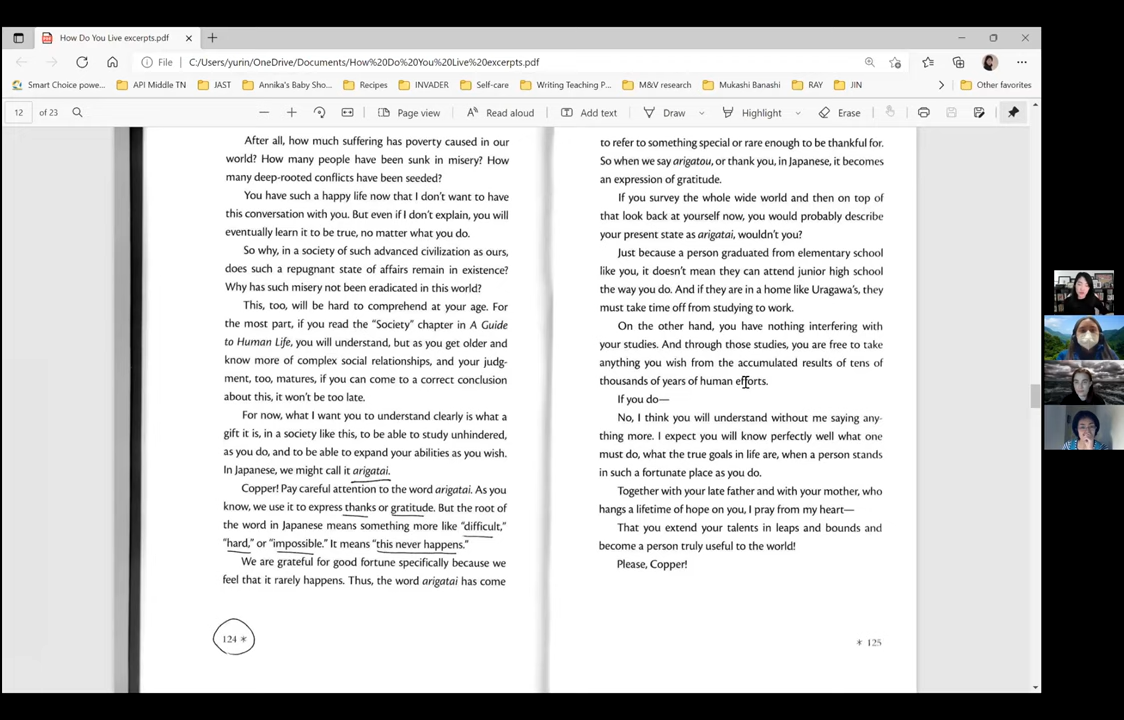 How Do You Live excerpts.pdf
File
C:/Users/yurin/OneDrive/Documents/How%20Do%20You%20Live%20excerpts.pdf
Smart Choice powe...
API Middle TN
JAST
Annika's Baby Sho...
Recipes
INVADER
Self-care
Writing Teaching P...
M&V research
Mukashi Banashi
RAY
JIN
Other favorites
12 of 23
Page view
Read aloud
Add text
Draw
Highlight
Erase
After all, how much suffering has poverty caused in our
world? How many people have been sunk in misery? How
many deep-rooted conflicts have been seeded?
You have such a happy life now that I don't want to have
this conversation with you. But even if I don't explain, you will
eventually learn it to be true, no matter what you do.
So why, in a society of such advanced civilization as ours,
does such a repugnant state of affairs remain in existence?
Why has such misery not been eradicated in this world?
This, too, will be hard to comprehend at your age. For
the most part, if you read the "Society" chapter in A Guide
to Human Life, you will understand, but as you get older and
know more of complex social relationships, and your judg-
ment, too, matures, if you can come to a correct conclusion
about this, it won't be too late.
For now, what I want you to understand clearly is what a
gift it is, in a society like this, to be able to study unhindered,
as you do, and to be able to expand your abilities as you wish.
In Japanese, we might call it arigatai.
Copper! Pay careful attention to the word arigatai. As you
know, we use it to express thanks or gratitude. But the root of
the word in Japanese means something more like "difficult,"
"hard," or "impossible." It means "this never happens."
We are grateful for good fortune specifically because we
feel that it rarely happens. Thus, the word arigatai has come
124 *
to refer to something special or rare enough to be thankful for.
So when we say arigatou, or thank you, in Japanese, it becomes
an expression of gratitude.
If you survey the whole wide world and then on top of
that look back at yourself now, you would probably describe
your present state as arigatai, wouldn't you?
Just because a person graduated from elementary school
like you, it doesn't mean they can attend junior high school
the way you do. And if they are in a home like Uragawa's, they
must take time off from studying to work.
On the other hand, you have nothing interfering with
your studies. And through those studies, you are free to take
anything you wish from the accumulated results of tens of
thousands of years of human efforts.
If you do—
No, I think you will understand without me saying any-
thing more. I expect you will know perfectly well what one
must do, what the true goals in life are, when a person stands
in such a fortunate place as you do.
Together with your late father and with your mother, who
hangs a lifetime of hope on you, I pray from my heart—
That you extend your talents in leaps and bounds and
become a person truly useful to the world!
Please, Copper!
* 125